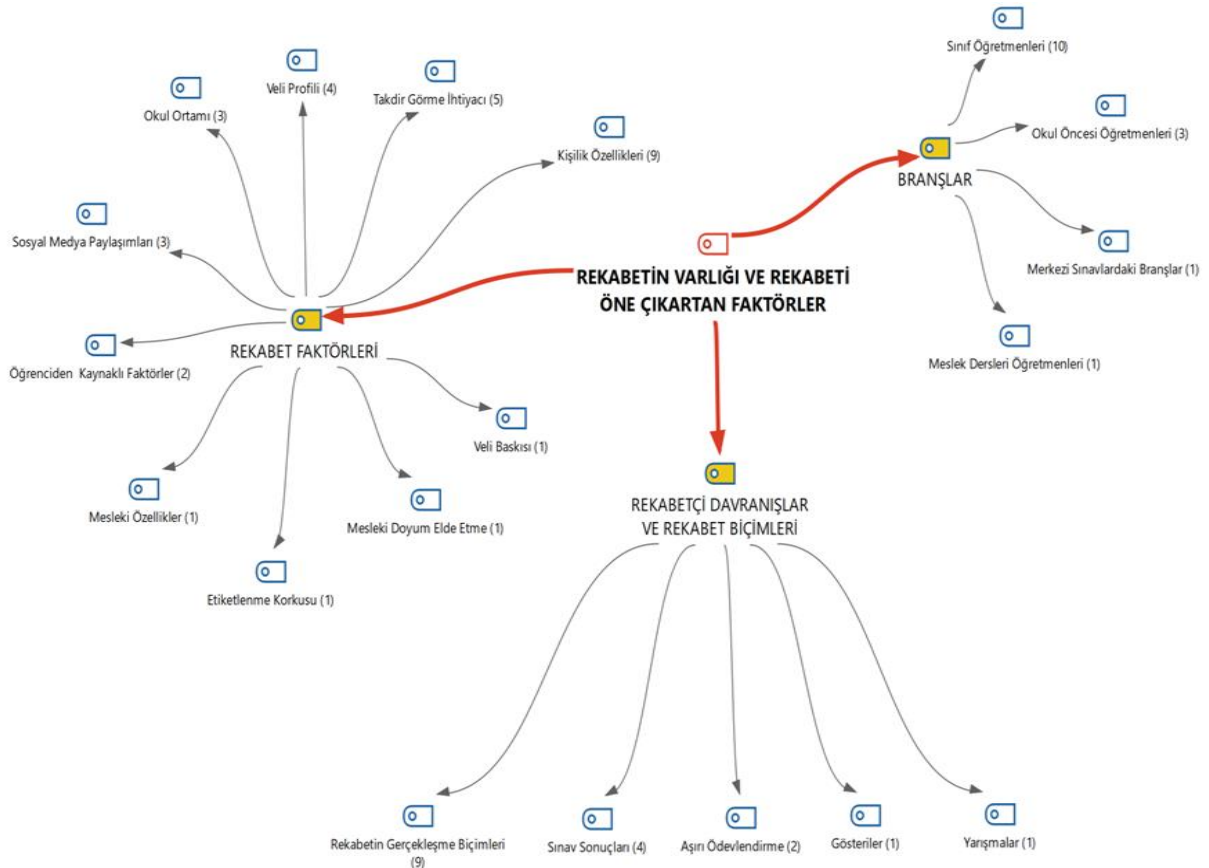 Sınıf Öğretmenleri (10)
Veli Profili (4)
Takdir Görme İhtiyacı (5)
Okul Ortamı (3)
Okul Öncesi Öğretmenleri (3)
Kişilik Özellikleri (9)
BRANŞLAR
Sosyal Medya Paylaşımları (3)
Merkezi Sınavlardaki Branşlar (1)
REKABETİN VARLIĞI VE REKABETİ
ÖNE ÇIKARTAN FAKTÖRLER
REKABET FAKTÖRLERİ
Öğrenciden Kaynaklı Faktörler (2)
Meslek Dersleri Öğretmenleri (1)
Veli Baskısı (1)
Mesleki Özellikler (1)
Mesleki Doyum Elde Etme (1)
REKABETÇİ DAVRANIŞLAR
VE REKABET BİÇİMLERİ
Etiketlenme Korkusu (1)
Rekabetin Gerçekleşme Biçimleri
(9)
Sınav Sonuçları (4)
Aşırı Ödevlendirme (2)
Gösteriler (1)
Yarışmalar (1)